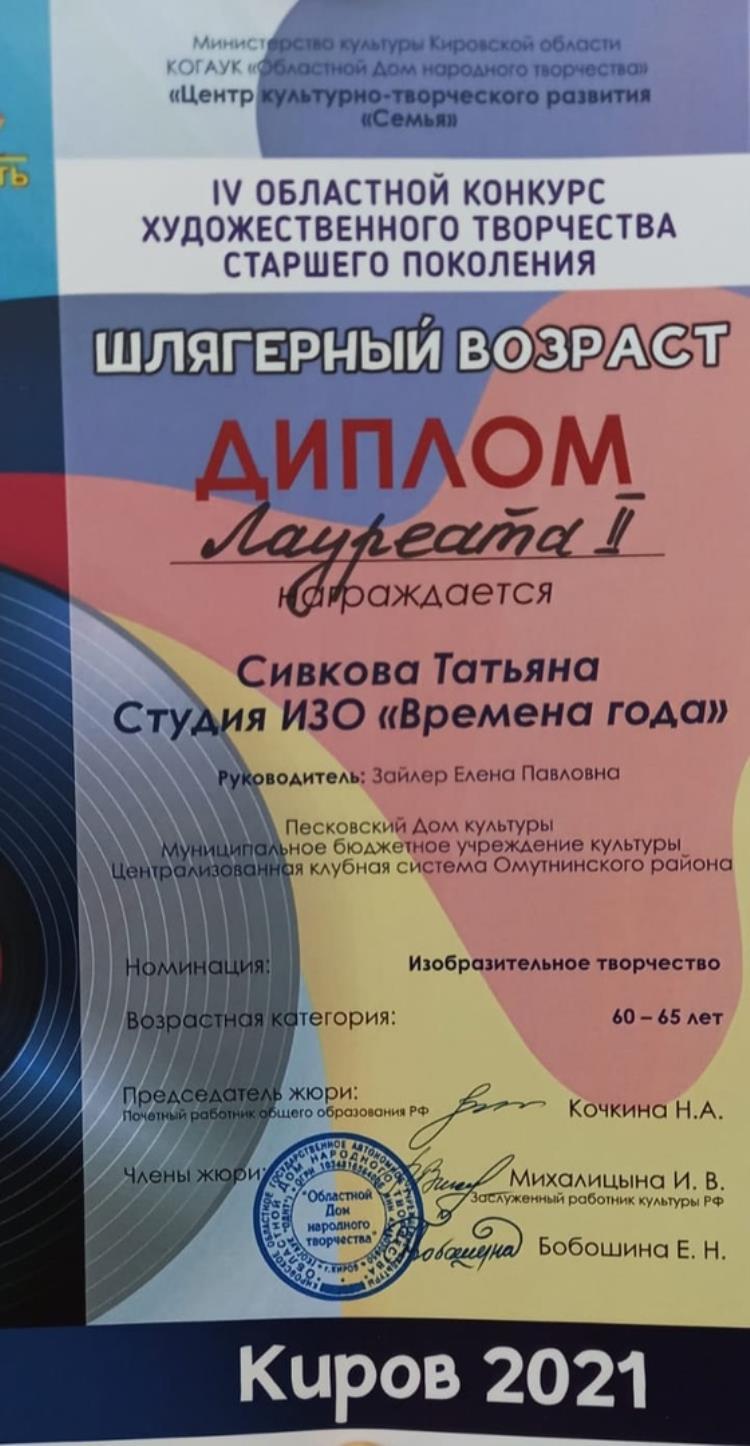 Министерство культуры Кировской области
КОГАУК «Областной Дом народного творчества»
«Центр культурно-творческого развития
«Семья»
ТЬ
IV ОБЛАСТНОЙ КОНКУРС
ХУДОЖЕСТВЕННОГО ТВОРЧЕСТВА
СТАРШЕГО ПОКОЛЕНИЯ
ШЛЯГЕРНЫЙ ВОЗРАСТ
ДИПЛОМ
Лауреата II
награждается
Сивкова Татьяна
Студия ИЗО «Времена года»
Руководитель: Зайлер Елена Павловна
Песковский Дом культуры
Муниципальное бюджетное учреждение культуры
Централизованная клубная система Омутнинского района
Номинация: Изобразительное творчество
Возрастная категория: 60 – 65 лет
Председатель жюри:
Почетный работник общего образования РФ
Кочкина Н.А.
Члены жюри:
Михалицына И. В.
Заслуженный работник культуры РФ
Бобошина Е. Н.
"Областной
Дом
народного
творчества"
Киров 2021